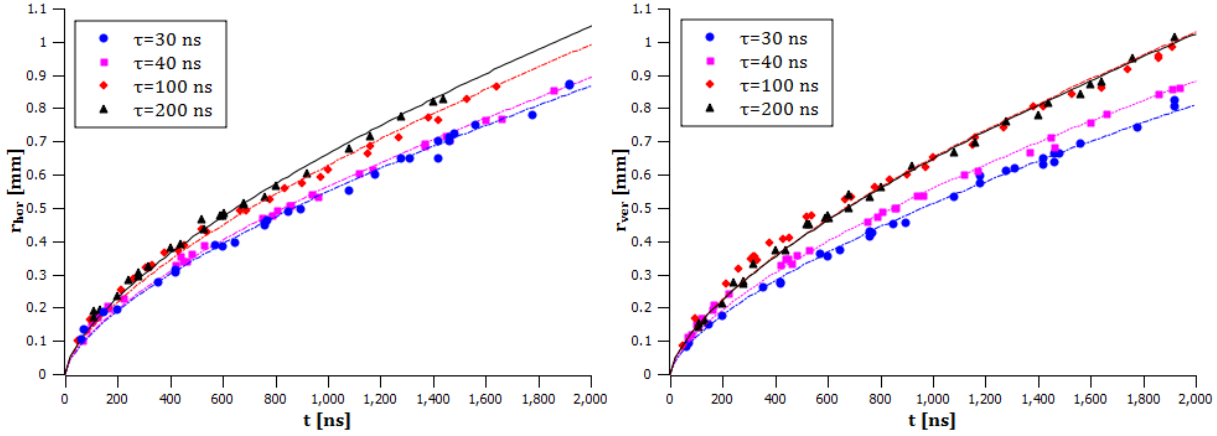 1.1
1
0.9
0.8
0.7
0.6
0.5
0.4
0.3
0.2
0.1
0
r_hor [mm]
τ=30 ns
τ=40 ns
τ=100 ns
τ=200 ns
0 200 400 600 800 1,000 1,200 1,400 1,600 1,800 2,000
t [ns]
1.1
1
0.9
0.8
0.7
0.6
0.5
0.4
0.3
0.2
0.1
0
r_ver [mm]
τ=30 ns
τ=40 ns
τ=100 ns
τ=200 ns
0 200 400 600 800 1,000 1,200 1,400 1,600 1,800 2,000
t [ns]